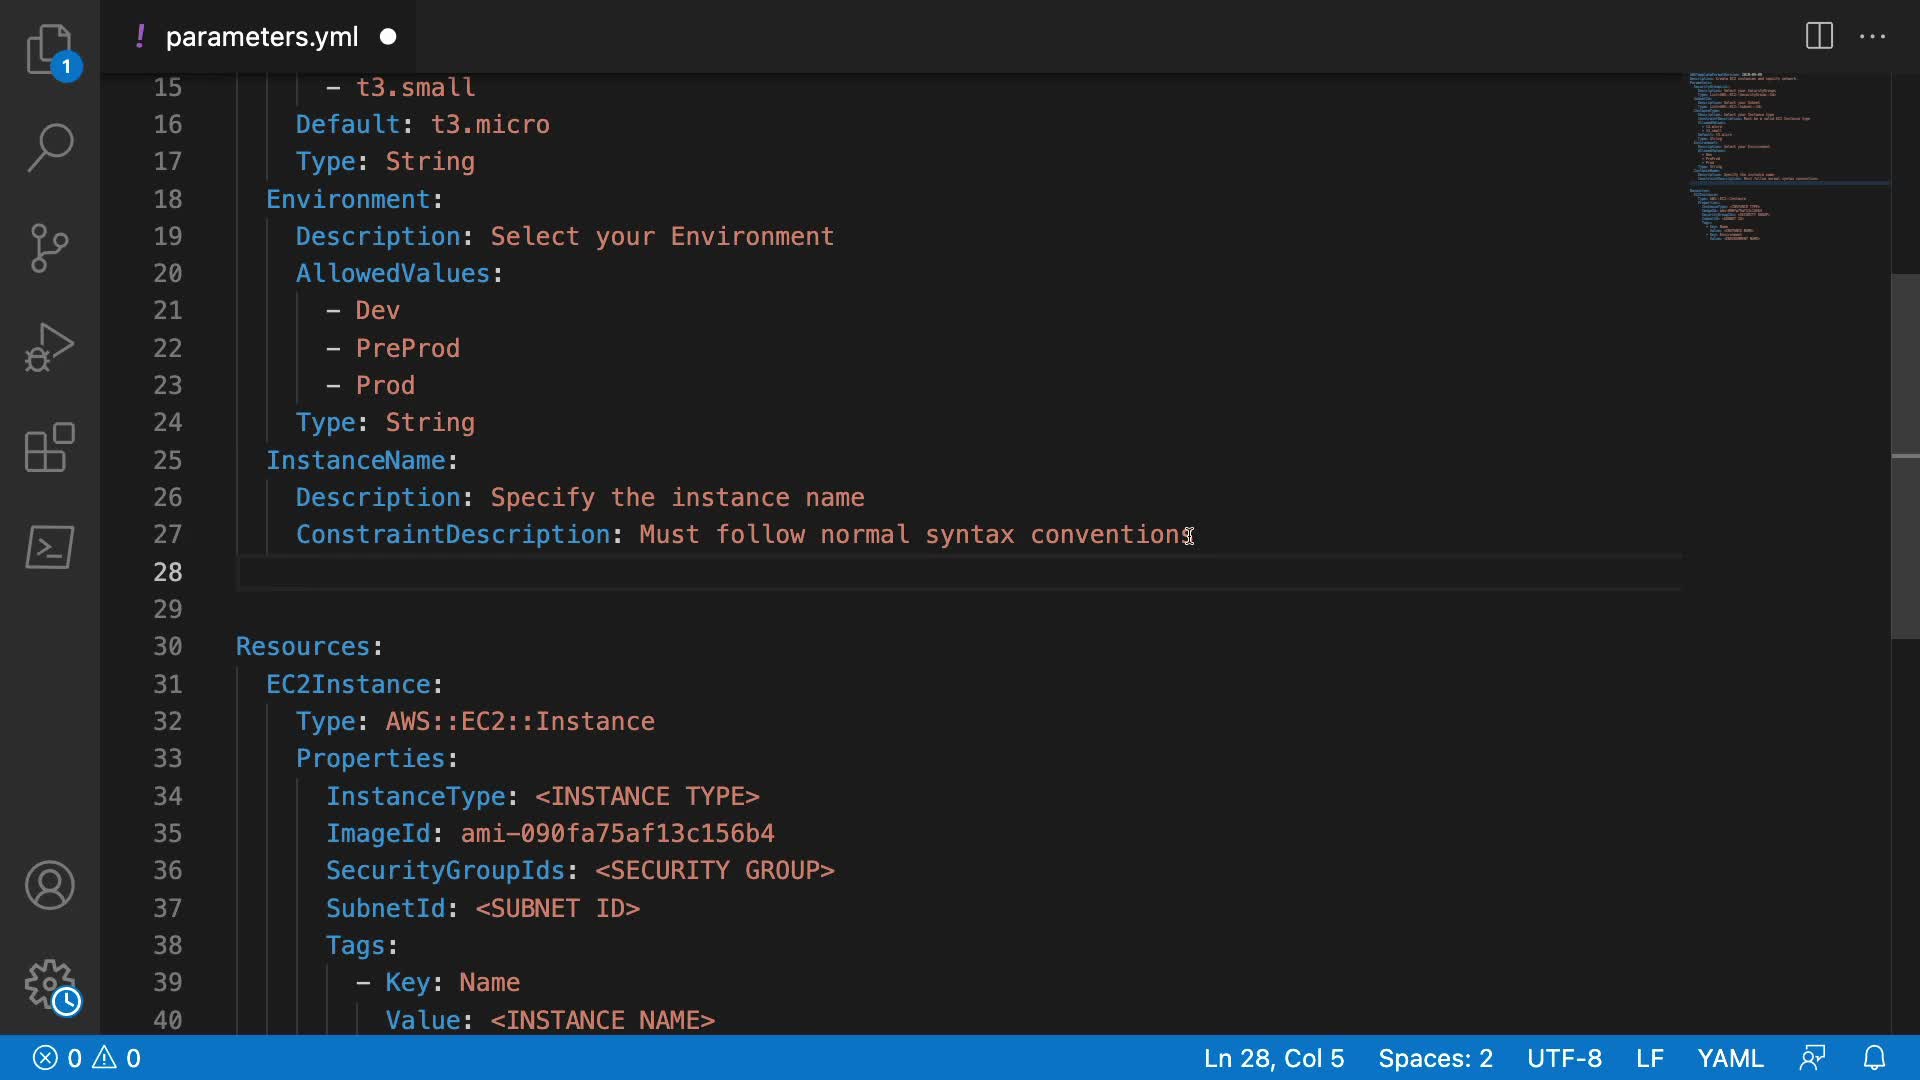 ! parameters.yml
1
15 - t3.small
16 Default: t3.micro
17 Type: String
18 Environment:
19 Description: Select your Environment
20 AllowedValues:
21 - Dev
22 - PreProd
23 - Prod
24 Type: String
25 InstanceName:
26 Description: Specify the instance name
27 ConstraintDescription: Must follow normal syntax conventions
28
29
30 Resources:
31 EC2Instance:
32 Type: AWS::EC2::Instance
33 Properties:
34 InstanceType: <INSTANCE TYPE>
35 ImageId: ami-090fa75af13c156b4
36 SecurityGroupIds: <SECURITY GROUP>
37 SubnetId: <SUBNET ID>
38 Tags:
39 - Key: Name
40 Value: <INSTANCE NAME>
0 0 Ln 28, Col 5 Spaces: 2 UTF-8 LF YAML